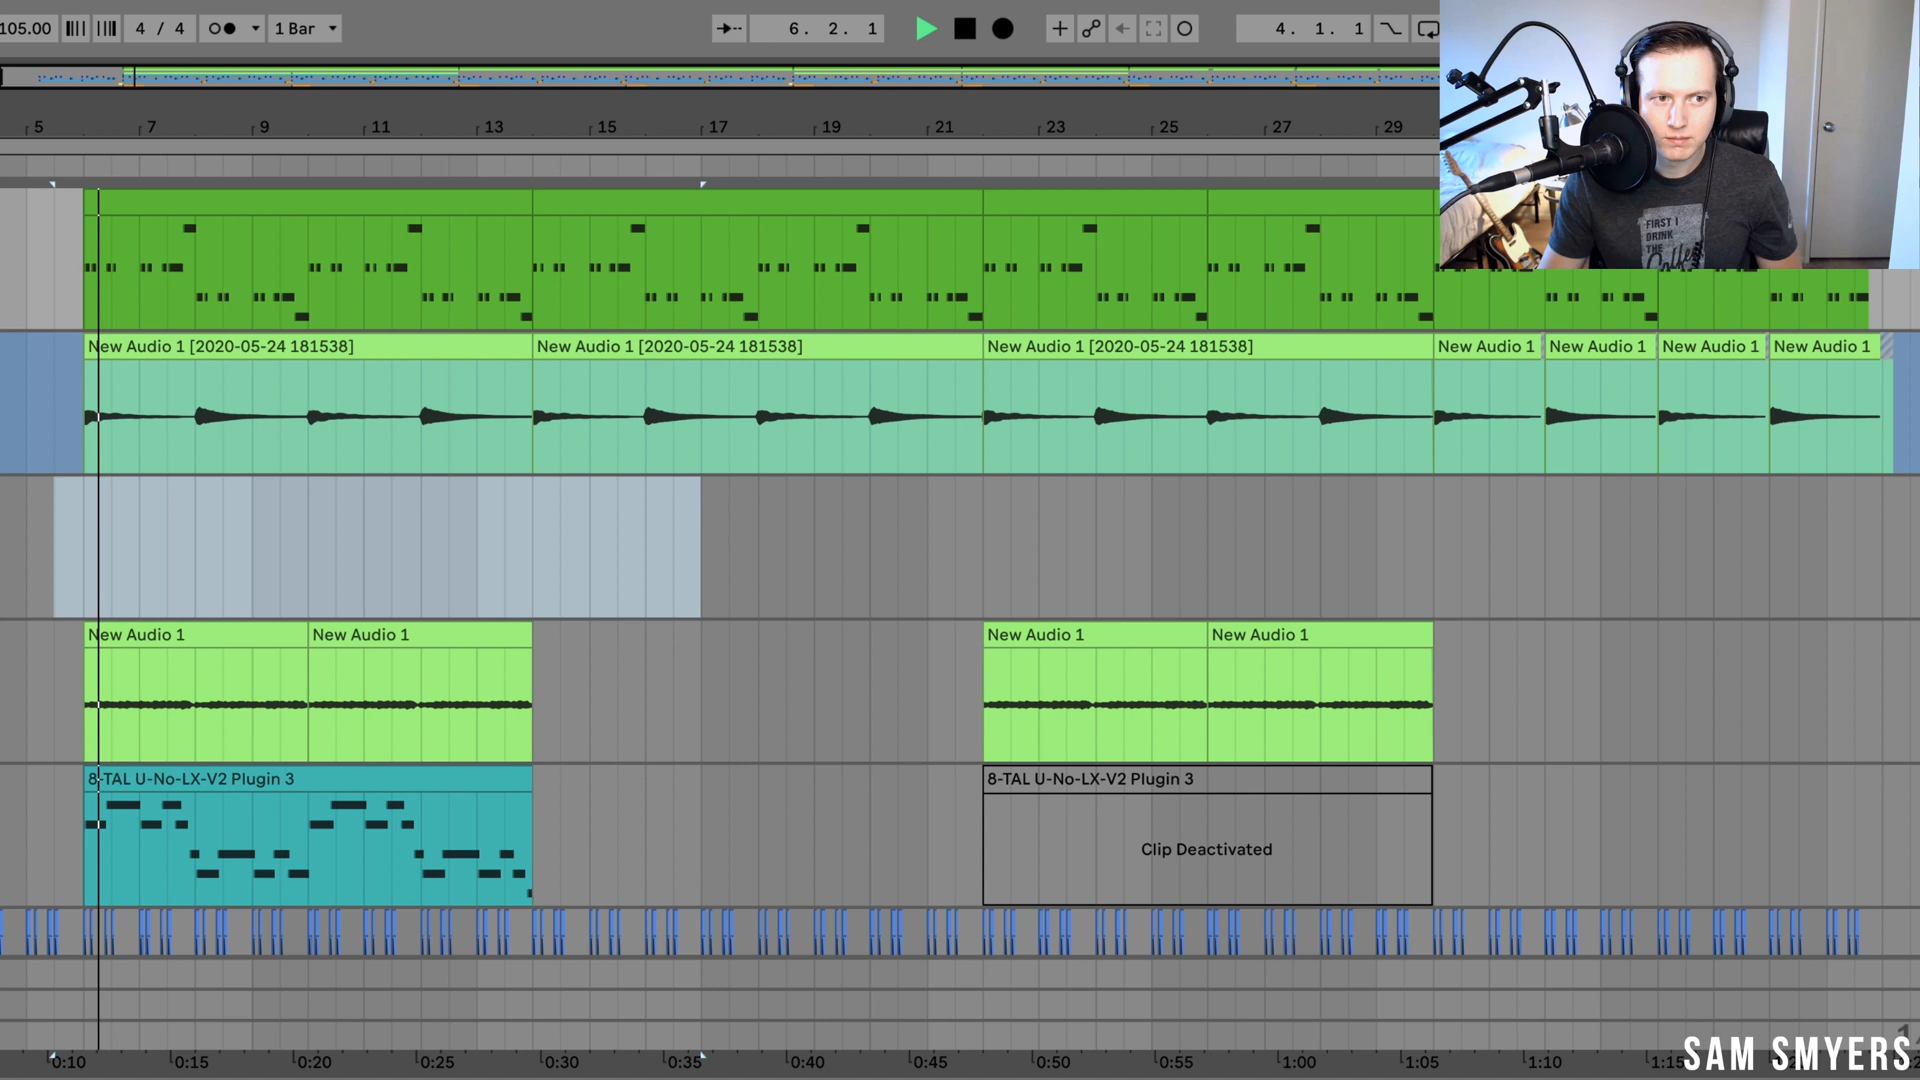 105.00 4 / 4 1 Bar 6. 2. 1 4. 1. 1
5 7 9 11 13 15 17 19 21 23 25 27 29
FIRST I
DRINK
THE
Coffee
New Audio 1 [2020-05-24 181538] New Audio 1 [2020-05-24 181538] New Audio 1 [2020-05-24 181538] New Audio 1 New Audio 1 New Audio 1 New Audio 1
New Audio 1 New Audio 1 New Audio 1 New Audio 1
8-TAL U-No-LX-V2 Plugin 3 8-TAL U-No-LX-V2 Plugin 3
Clip Deactivated
0:10 0:15 0:20 0:25 0:30 0:35 0:40 0:45 0:50 0:55 1:00 1:05 1:10 1:15
SAM SMYERS